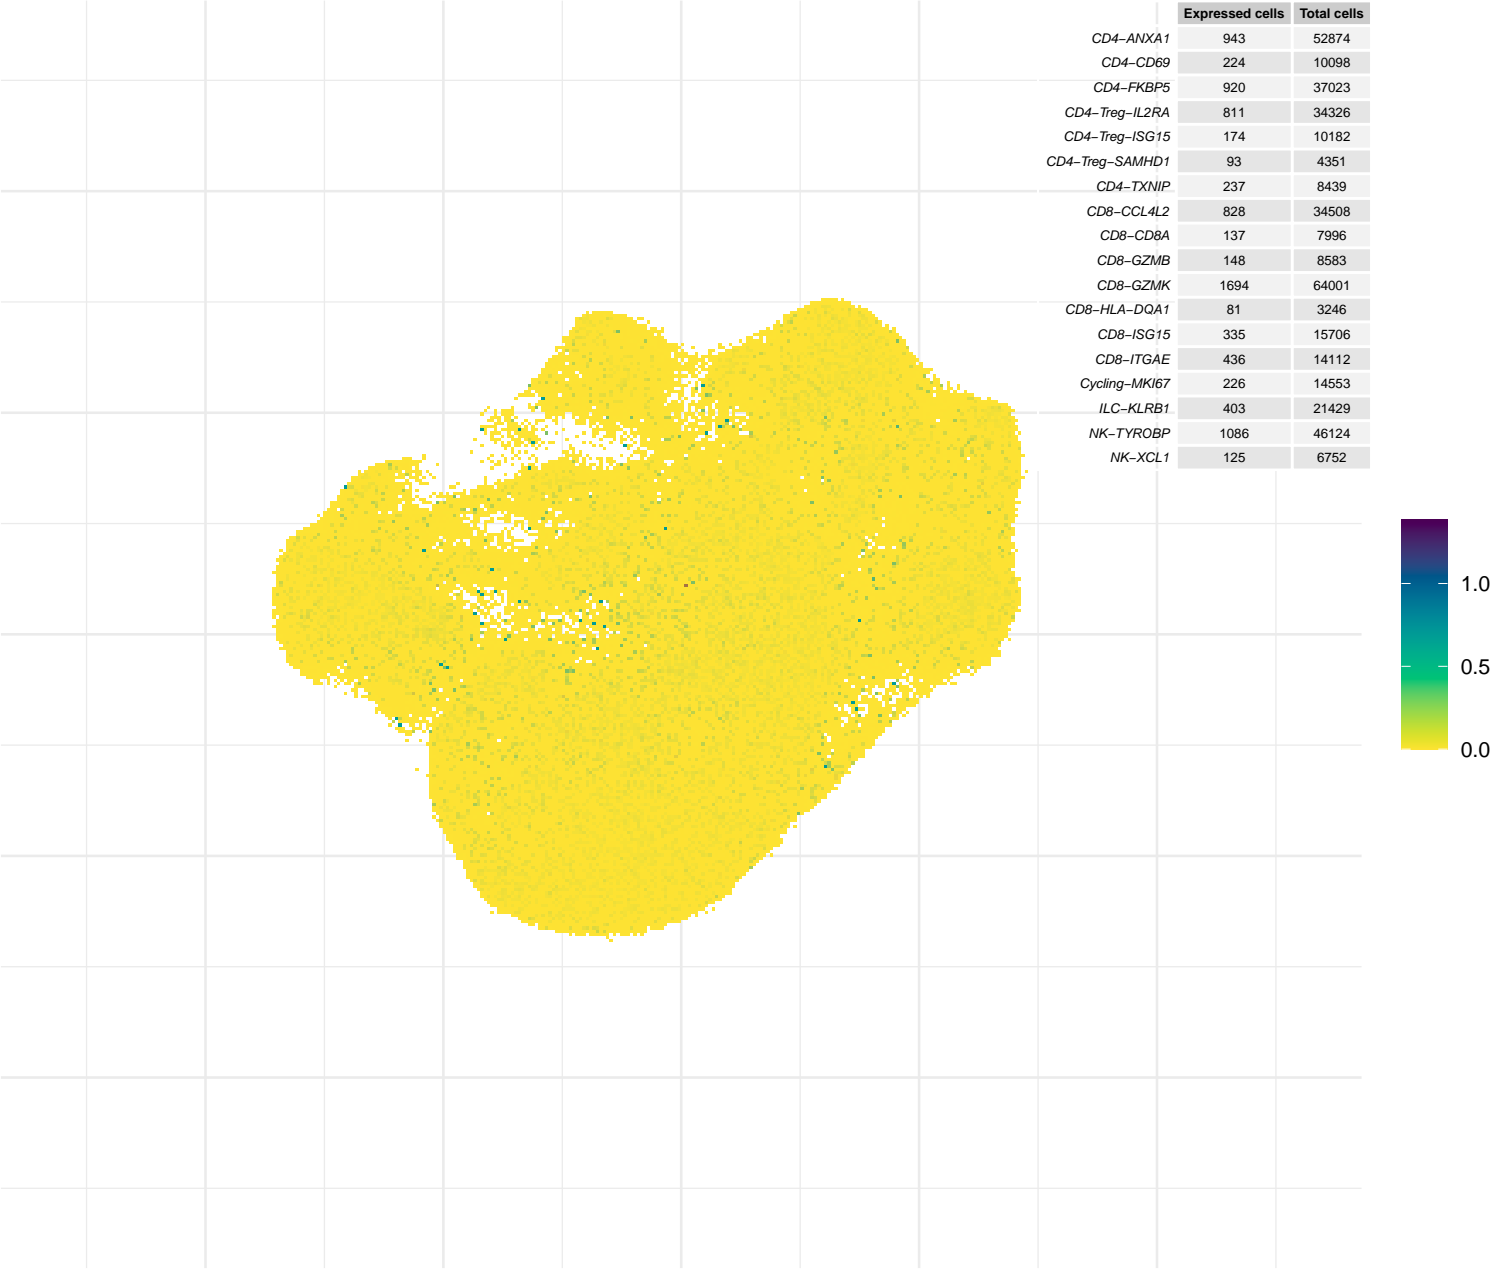 Expressed cells Total cells
CD4−ANXA1 943 52874
CD4−CD69 224 10098
CD4−FKBP5 920 37023
CD4−Treg−IL2RA 811 34326
CD4−Treg−ISG15 174 10182
CD4−Treg−SAMHD1 93 4351
CD4−TXNIP 237 8439
CD8−CCL4L2 828 34508
CD8−CD8A 137 7996
CD8−GZMB 148 8583
CD8−GZMK 1694 64001
CD8−HLA−DQA1 81 3246
CD8−ISG15 335 15706
CD8−ITGAE 436 14112
Cycling−MKI67 226 14553
ILC−KLRB1 403 21429
NK−TYROBP 1086 46124
NK−XCL1 125 6752
1.0
0.5
0.0